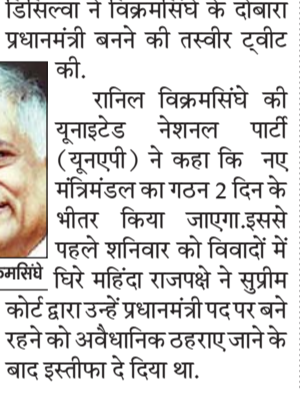 डिसिल्वा ने विक्रमसिंघे के दोबारा
प्रधानमंत्री बनने की तस्वीर ट्वीट
की.
रानिल विक्रमसिंघे की
यूनाइटेड नेशनल पार्टी
(यूएनपी) ने कहा कि नए
मंत्रिमंडल का गठन 2 दिन के
भीतर किया जाएगा.इससे
पहले शनिवार को विवादों में
क्रमसिंघे
घिरे महिंदा राजपक्षे ने सुप्रीम
कोर्ट द्वारा उन्हें प्रधानमंत्री पद पर बने
रहने को अवैधानिक ठहराए जाने के
बाद इस्तीफा दे दिया था.